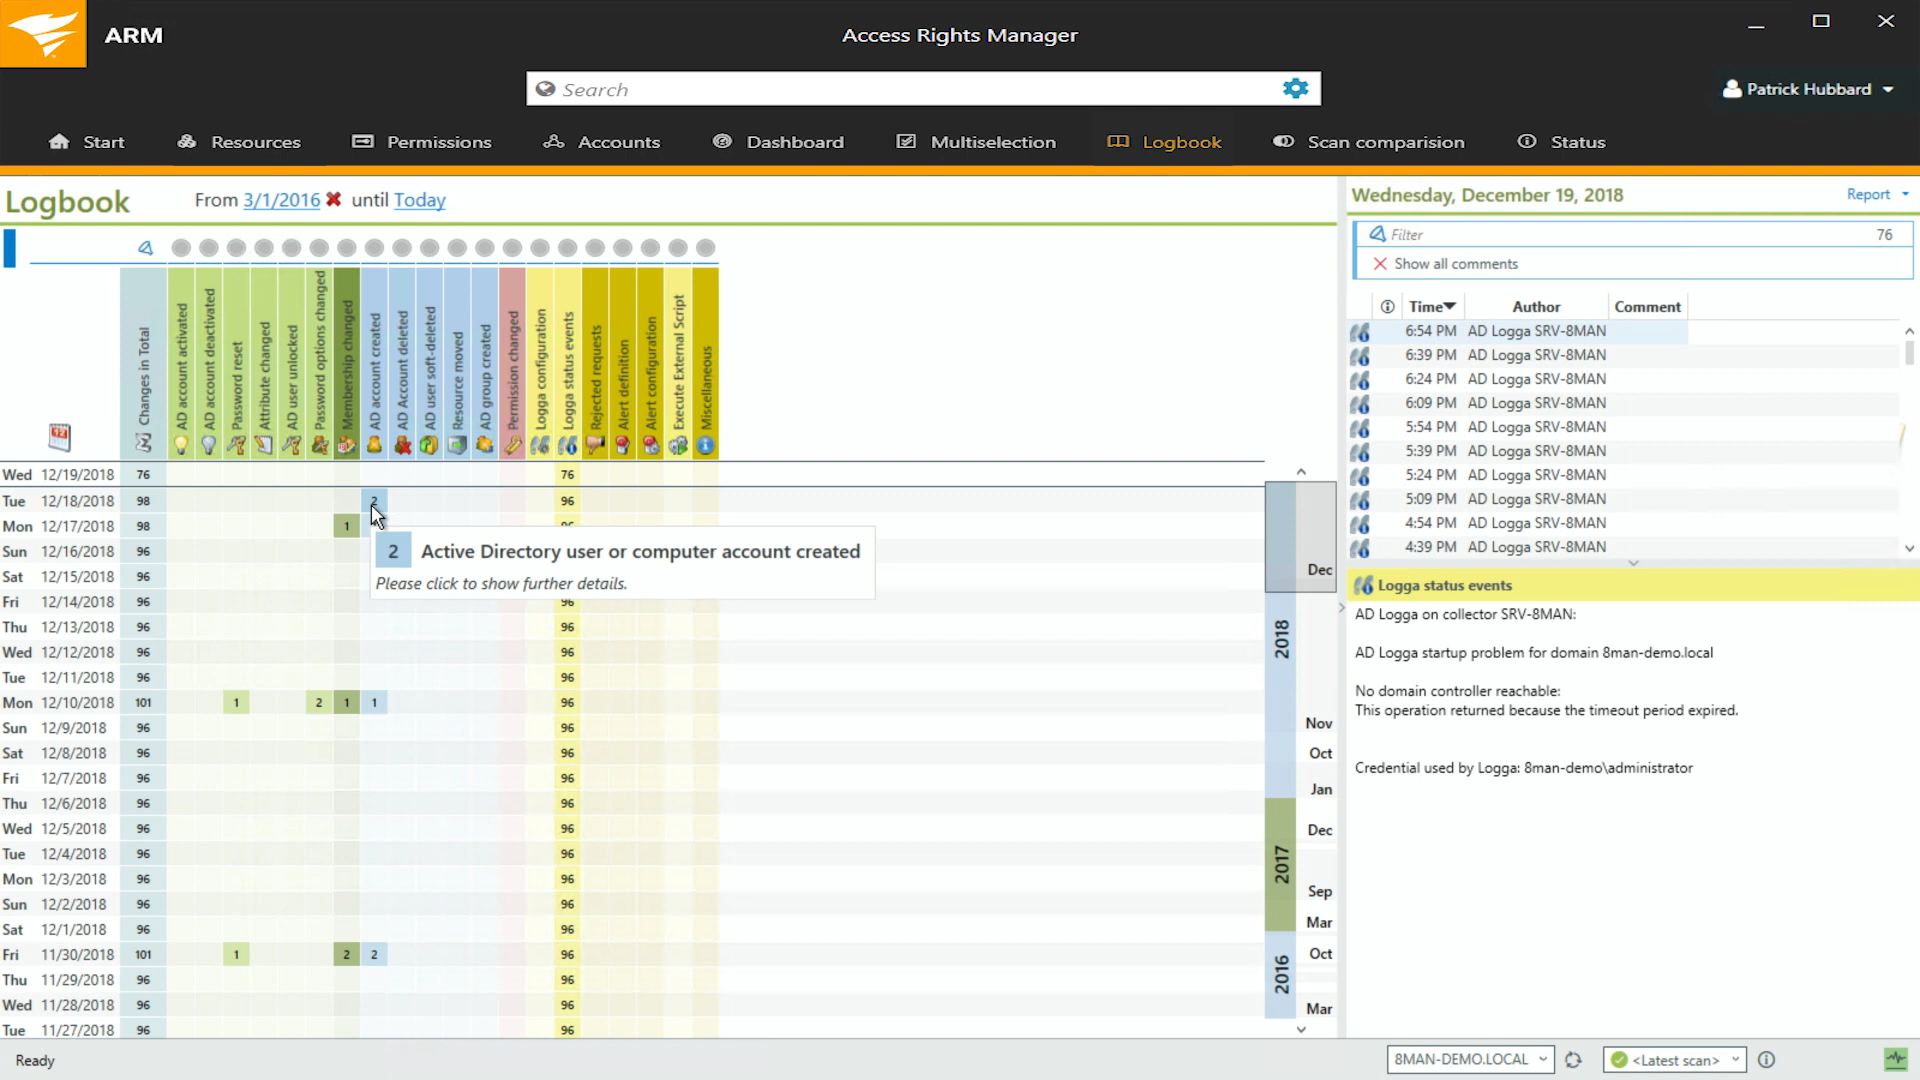 ARM
Access Rights Manager
Search
Patrick Hubbard
Start Resources Permissions Accounts Dashboard Multiselection Logbook Scan comparision Status
Logbook From 3/1/2016 until Today
Changes in Total
AD account activated
AD account deactivated
Password reset
Attribute changed
AD user unlocked
Password options changed
Membership changed
AD account created
AD Account deleted
AD user soft-deleted
Resource moved
AD group created
Permission changed
Logga configuration
Logga status events
Rejected requests
Alert definition
Alert configuration
Execute External Script
Miscellaneous
12
Wed 12/19/2018 76 76
Tue 12/18/2018 98 2 96
Mon 12/17/2018 98 1 96
2 Active Directory user or computer account created
Please click to show further details.
Sun 12/16/2018 96
Sat 12/15/2018 96
Fri 12/14/2018 96 96
Thu 12/13/2018 96 96
Wed 12/12/2018 96 96
Tue 12/11/2018 96 96
Mon 12/10/2018 101 1 2 1 1 96
Sun 12/9/2018 96 96
Sat 12/8/2018 96 96
Fri 12/7/2018 96 96
Thu 12/6/2018 96 96
Wed 12/5/2018 96 96
Tue 12/4/2018 96 96
Mon 12/3/2018 96 96
Sun 12/2/2018 96 96
Sat 12/1/2018 96 96
Fri 11/30/2018 101 1 2 2 96
Thu 11/29/2018 96 96
Wed 11/28/2018 96 96
Tue 11/27/2018 96 96
Dec
2018
Nov
Oct
Jan
Dec
2017
Sep
Mar
Oct
2016
Mar
Wednesday, December 19, 2018 Report
Filter 76
Show all comments
Time Author Comment
6:54 PM AD Logga SRV-8MAN
6:39 PM AD Logga SRV-8MAN
6:24 PM AD Logga SRV-8MAN
6:09 PM AD Logga SRV-8MAN
5:54 PM AD Logga SRV-8MAN
5:39 PM AD Logga SRV-8MAN
5:24 PM AD Logga SRV-8MAN
5:09 PM AD Logga SRV-8MAN
4:54 PM AD Logga SRV-8MAN
4:39 PM AD Logga SRV-8MAN
Logga status events
AD Logga on collector SRV-8MAN:
AD Logga startup problem for domain 8man-demo.local
No domain controller reachable:
This operation returned because the timeout period expired.
Credential used by Logga: 8man-demo\administrator
Ready 8MAN-DEMO.LOCAL <Latest scan>